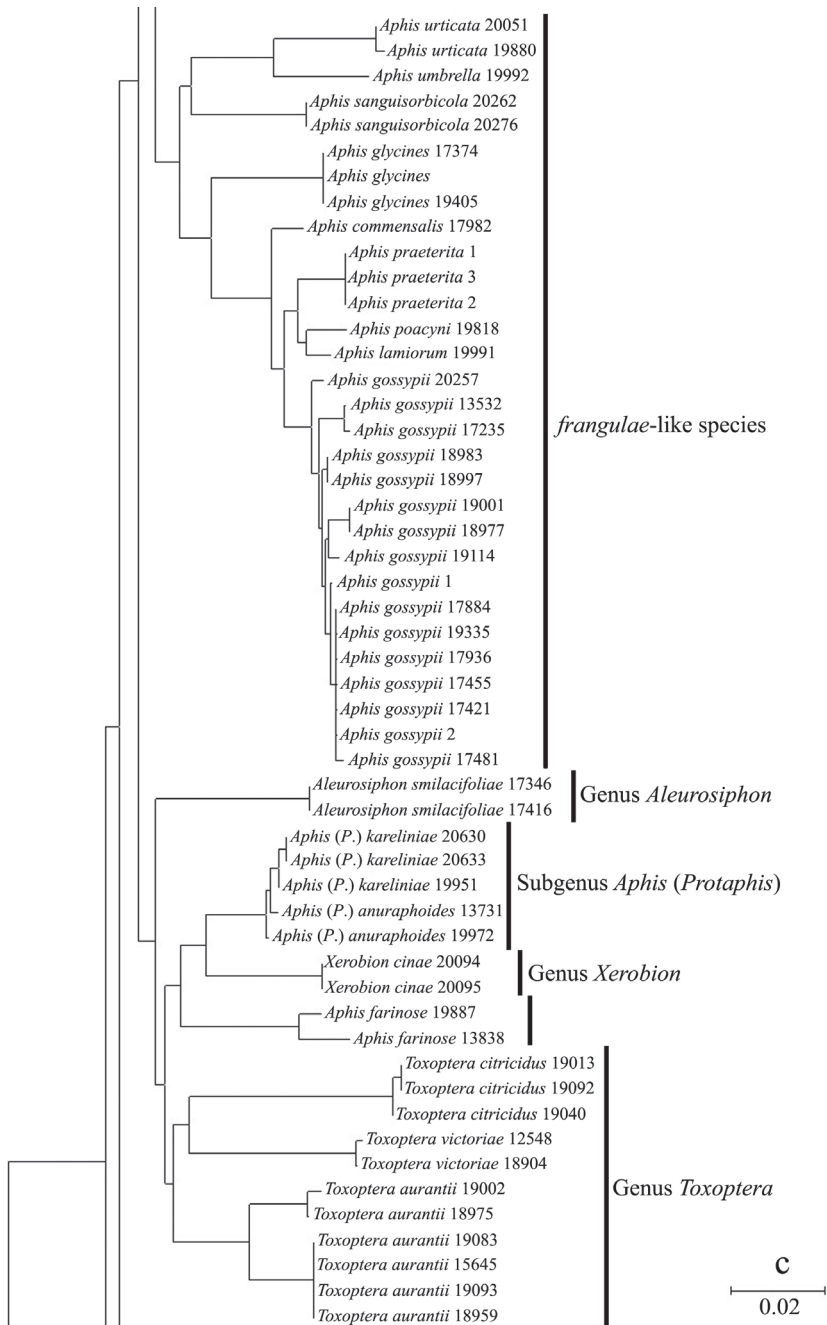 Aphis urticata 20051
Aphis urticata 19880
Aphis umbrella 19992
Aphis sanguisorbicola 20262
Aphis sanguisorbicola 20276
Aphis glycines 17374
Aphis glycines
Aphis glycines 19405
Aphis commensalis 17982
Aphis praeterita 1
Aphis praeterita 3
Aphis praeterita 2
Aphis poacyni 19818
Aphis lamiorum 19991
Aphis gossypii 20257
Aphis gossypii 13532
Aphis gossypii 17235
Aphis gossypii 18983
Aphis gossypii 18997
Aphis gossypii 19001
Aphis gossypii 18977
Aphis gossypii 19114
Aphis gossypii 1
Aphis gossypii 17884
Aphis gossypii 19335
Aphis gossypii 17936
Aphis gossypii 17455
Aphis gossypii 17421
Aphis gossypii 2
Aphis gossypii 17481
frangulae-like species
Aleurosiphon smilacifoliae 17346
Aleurosiphon smilacifoliae 17416
Genus Aleurosiphon
Aphis (P.) kareliniae 20630
Aphis (P.) kareliniae 20633
Aphis (P.) kareliniae 19951
Aphis (P.) anuraphoides 13731
Aphis (P.) anuraphoides 19972
Subgenus Aphis (Protaphis)
Xerobion cinae 20094
Xerobion cinae 20095
Genus Xerobion
Aphis farinose 19887
Aphis farinose 13838
Toxoptera citricidus 19013
Toxoptera citricidus 19092
Toxoptera citricidus 19040
Toxoptera victoriae 12548
Toxoptera victoriae 18904
Toxoptera aurantii 19002
Toxoptera aurantii 18975
Toxoptera aurantii 19083
Toxoptera aurantii 15645
Toxoptera aurantii 19093
Toxoptera aurantii 18959
Genus Toxoptera
c
0.02